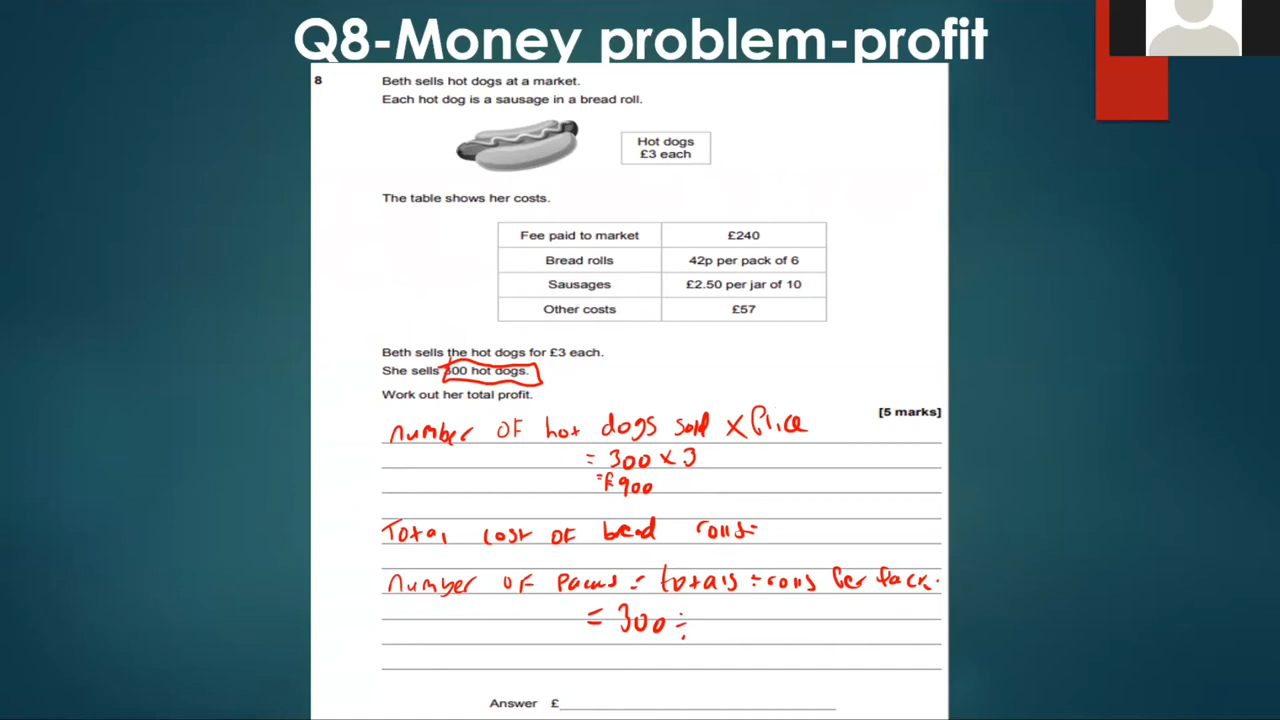 Q8-Money problem-profit
8 Beth sells hot dogs at a market.
Each hot dog is a sausage in a bread roll.
Hot dogs
£3 each
The table shows her costs.
Fee paid to market £240
Bread rolls 42p per pack of 6
Sausages £2.50 per jar of 10
Other costs £57
Beth sells the hot dogs for £3 each.
She sells 300 hot dogs.
Work out her total profit.
[5 marks]
number of hot dogs sold × Price
= 300 × 3
=£900
Total cost of bread rolls
number of packs = totals ÷ rolls Per Pack.
= 300 ÷
Answer £